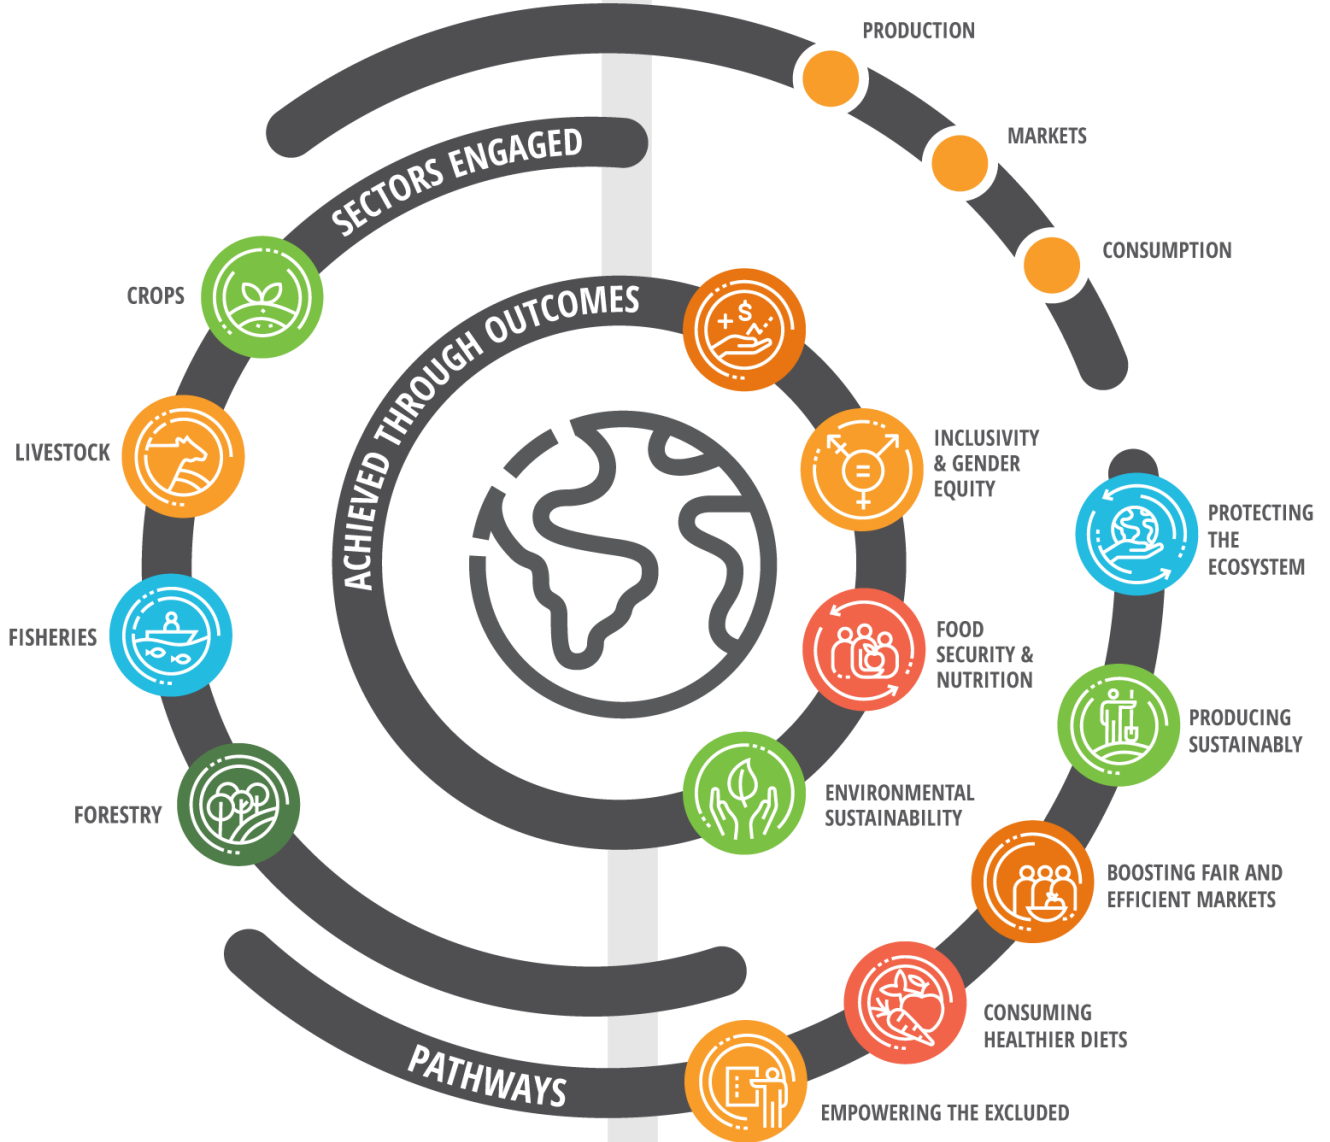 PRODUCTION
MARKETS
CONSUMPTION
SECTORS ENGAGED
CROPS
LIVESTOCK
FISHERIES
FORESTRY
ACHIEVED THROUGH OUTCOMES
+ $
INCLUSIVITY
& GENDER
EQUITY
FOOD
SECURITY &
NUTRITION
ENVIRONMENTAL
SUSTAINABILITY
PROTECTING
THE
ECOSYSTEM
PRODUCING
SUSTAINABLY
BOOSTING FAIR AND
EFFICIENT MARKETS
CONSUMING
HEALTHIER DIETS
EMPOWERING THE EXCLUDED
PATHWAYS